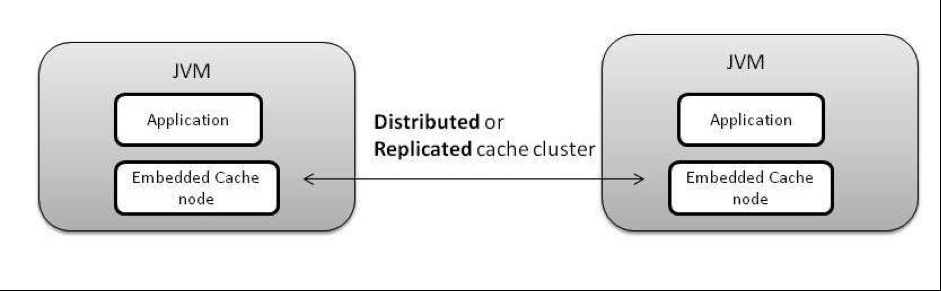 JVM
Application
Embedded Cache
node
Distributed or
Replicated cache cluster
JVM
Application
Embedded Cache
node